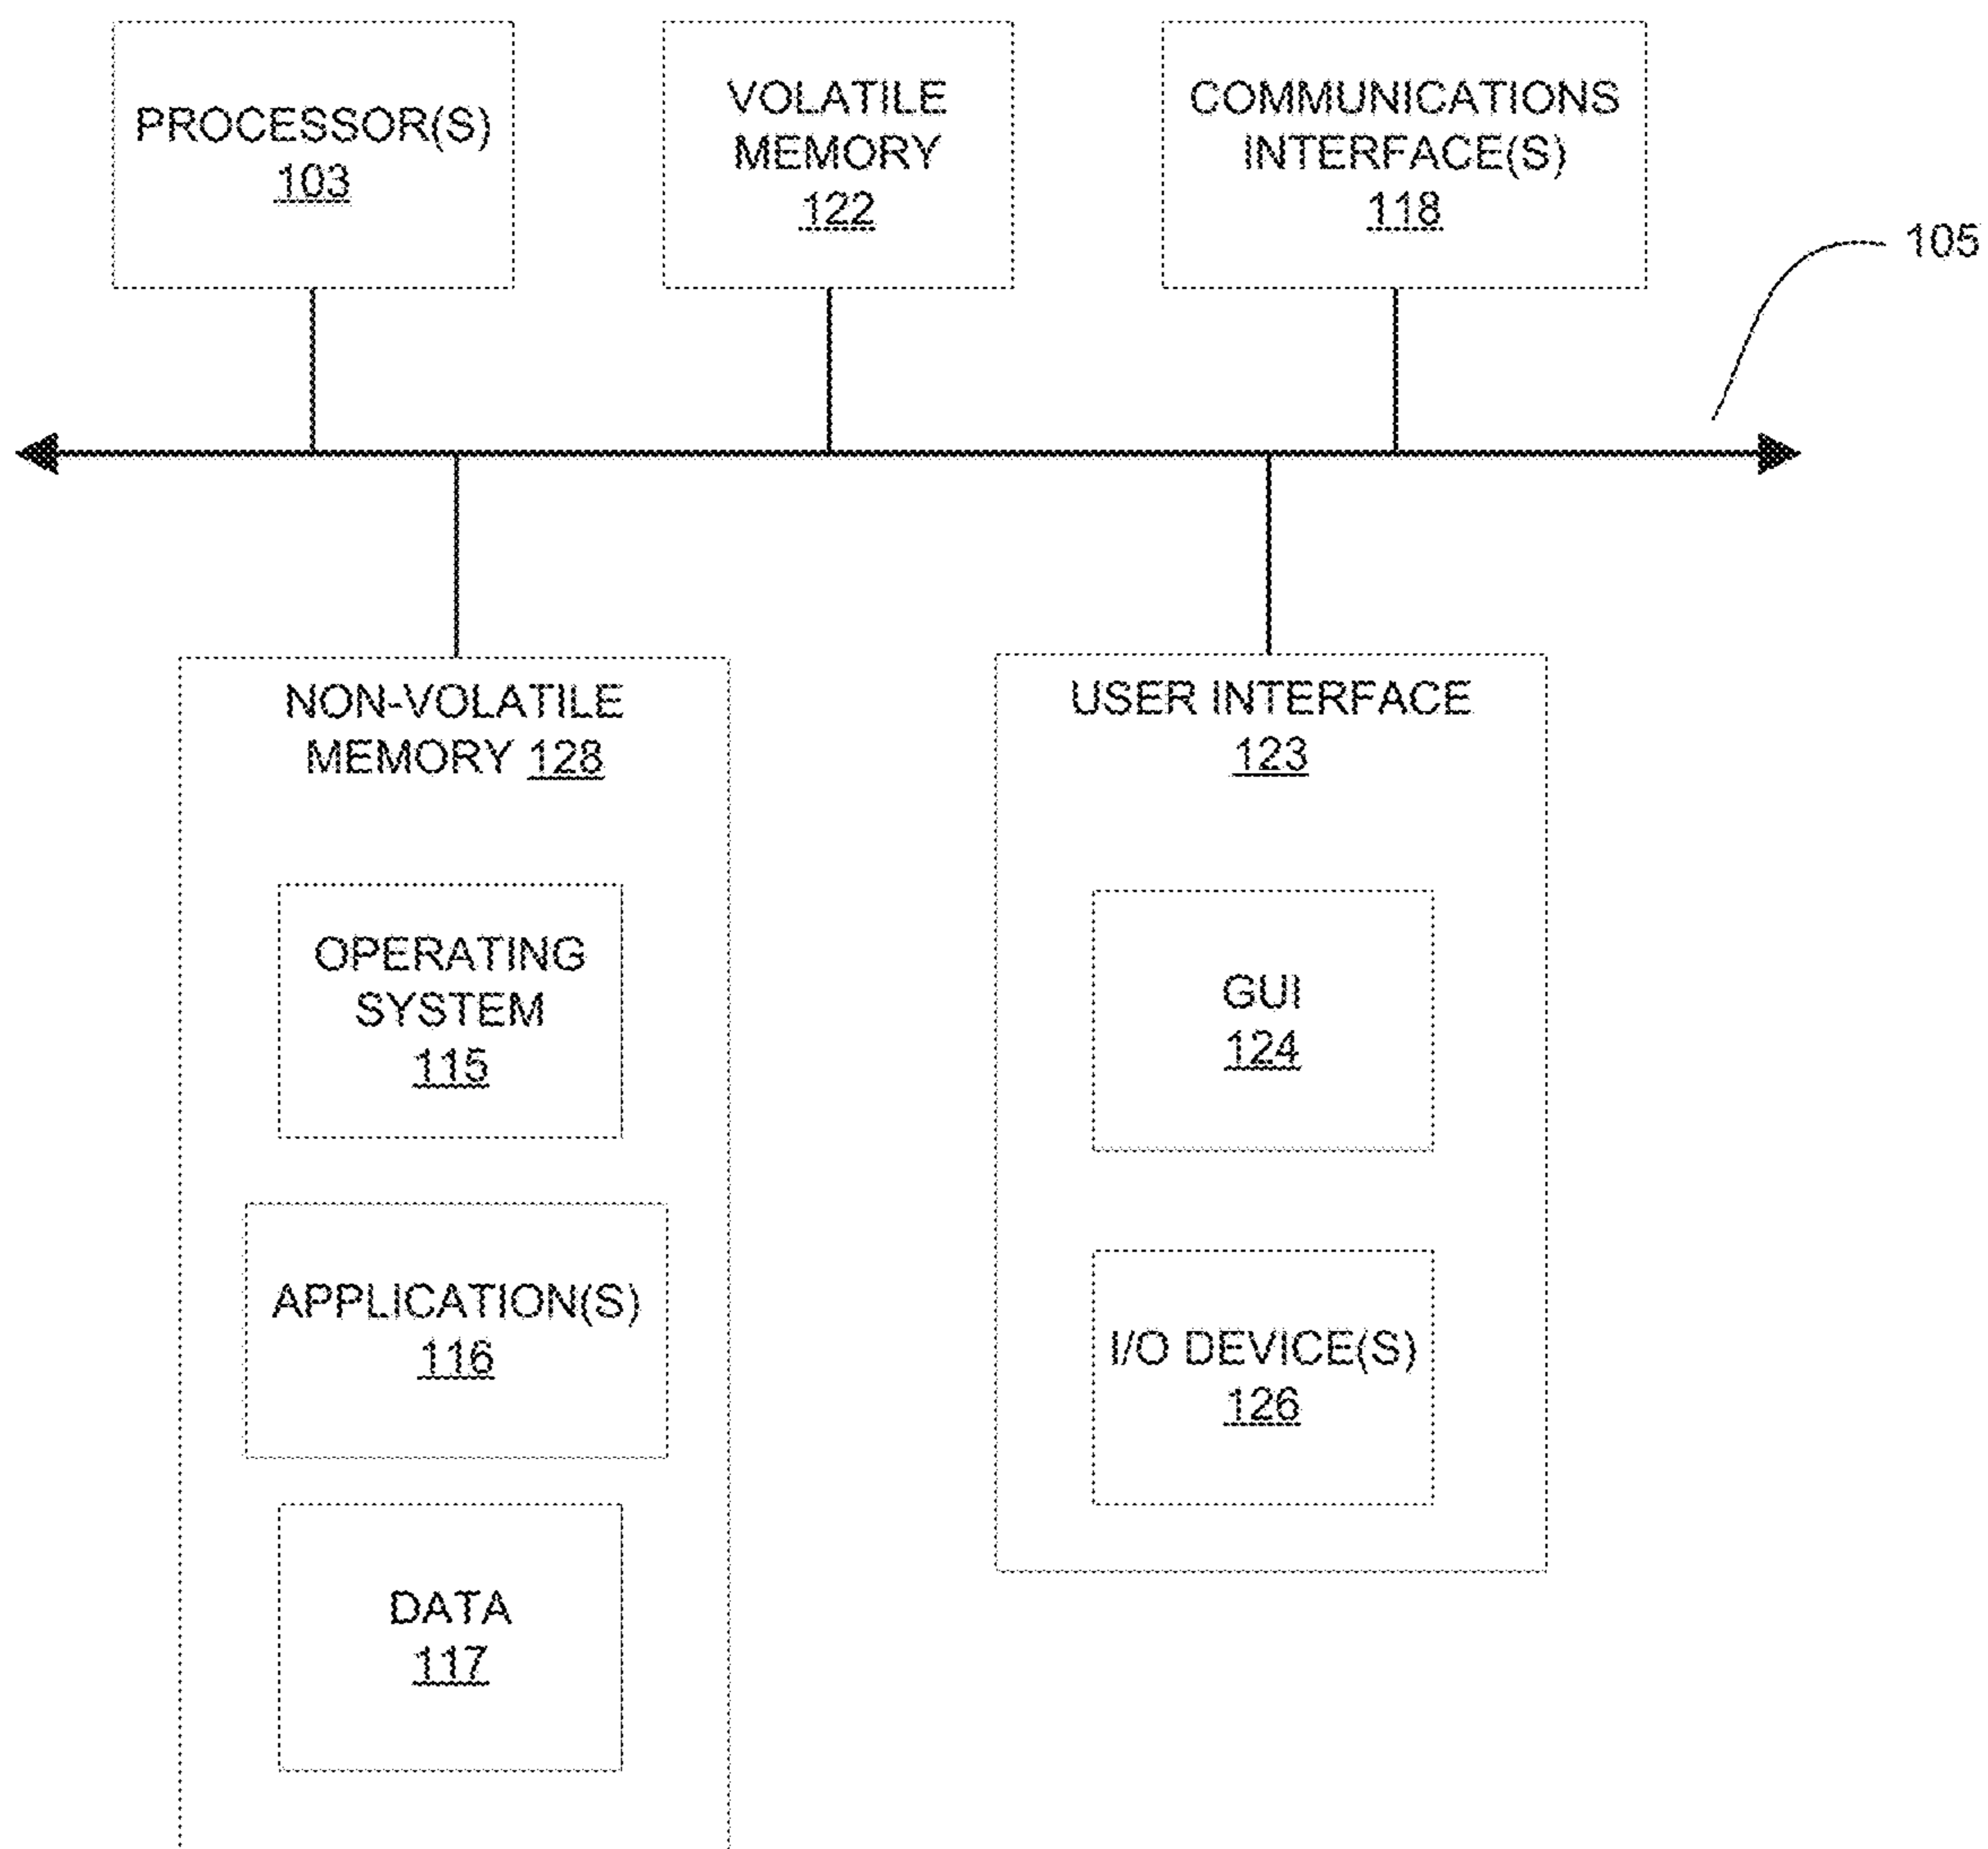 PROCESSOR(S)
103
VOLATILE
MEMORY
122
COMMUNICATIONS
INTERFACE(S)
118
105
NON-VOLATILE
MEMORY 128
OPERATING
SYSTEM
115
APPLICATION(S)
116
DATA
117
USER INTERFACE
123
GUI
124
I/O DEVICE(S)
126